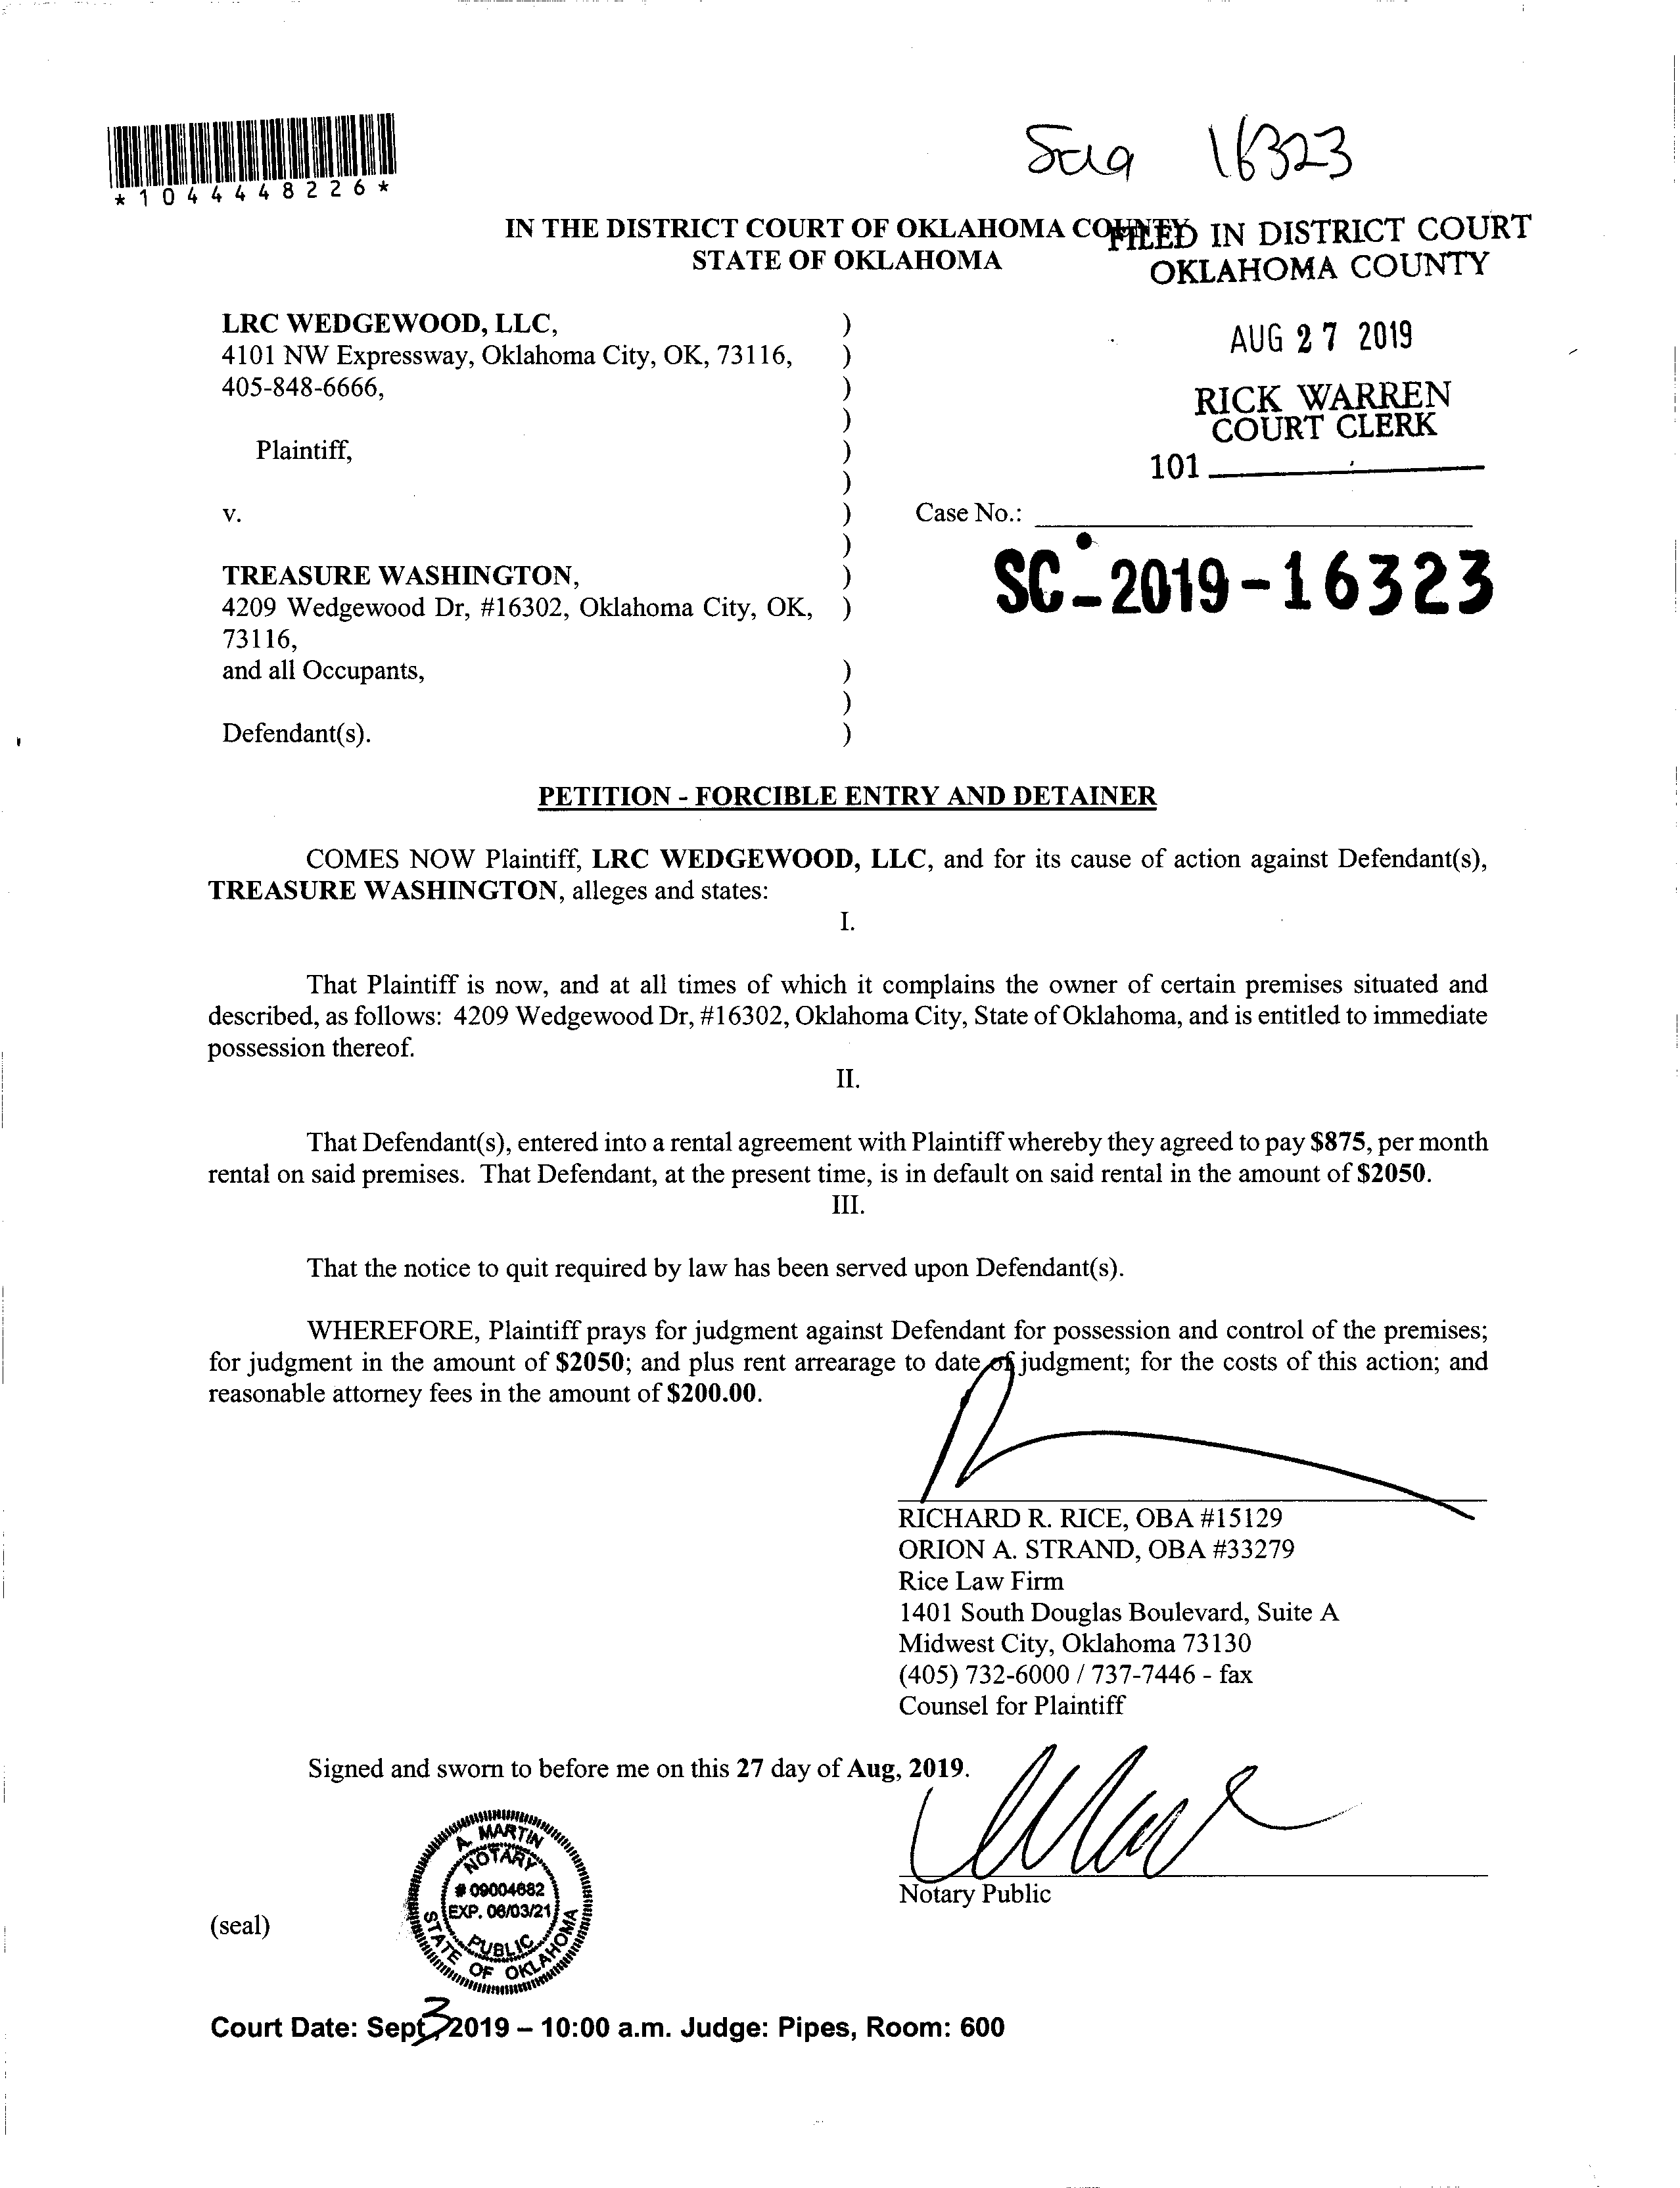 16323
*1044448226*
IN THE DISTRICT COURT OF OKLAHOMA COUNTY
STATE OF OKLAHOMA
FILED IN DISTRICT COURT
OKLAHOMA COUNTY
AUG 27 2019
RICK WARREN
COURT CLERK
101
LRC WEDGEWOOD, LLC, )
4101 NW Expressway, Oklahoma City, OK, 73116, )
405-848-6666, )
)
Plaintiff, )
)
v. ) Case No.:
)
SC-2019-16323
TREASURE WASHINGTON, )
4209 Wedgewood Dr, #16302, Oklahoma City, OK, )
73116,
and all Occupants, )
)
Defendant(s). )
PETITION - FORCIBLE ENTRY AND DETAINER
COMES NOW Plaintiff, LRC WEDGEWOOD, LLC, and for its cause of action against Defendant(s),
TREASURE WASHINGTON, alleges and states:
I.
That Plaintiff is now, and at all times of which it complains the owner of certain premises situated and
described, as follows: 4209 Wedgewood Dr, #16302, Oklahoma City, State of Oklahoma, and is entitled to immediate
possession thereof.
II.
That Defendant(s), entered into a rental agreement with Plaintiff whereby they agreed to pay $875, per month
rental on said premises. That Defendant, at the present time, is in default on said rental in the amount of $2050.
III.
That the notice to quit required by law has been served upon Defendant(s).
WHEREFORE, Plaintiff prays for judgment against Defendant for possession and control of the premises;
for judgment in the amount of $2050; and plus rent arrearage to date of judgment; for the costs of this action; and
reasonable attorney fees in the amount of $200.00.
RICHARD R. RICE, OBA #15129
ORION A. STRAND, OBA #33279
Rice Law Firm
1401 South Douglas Boulevard, Suite A
Midwest City, Oklahoma 73130
(405) 732-6000 / 737-7446 - fax
Counsel for Plaintiff
Signed and sworn to before me on this 27 day of Aug, 2019.
Notary Public
A. MARTIN
NOTARY
# 09004682
EXP. 06/03/21
PUBLIC
STATE OF OKLAHOMA
(seal)
Court Date: Sept 3, 2019 – 10:00 a.m. Judge: Pipes, Room: 600